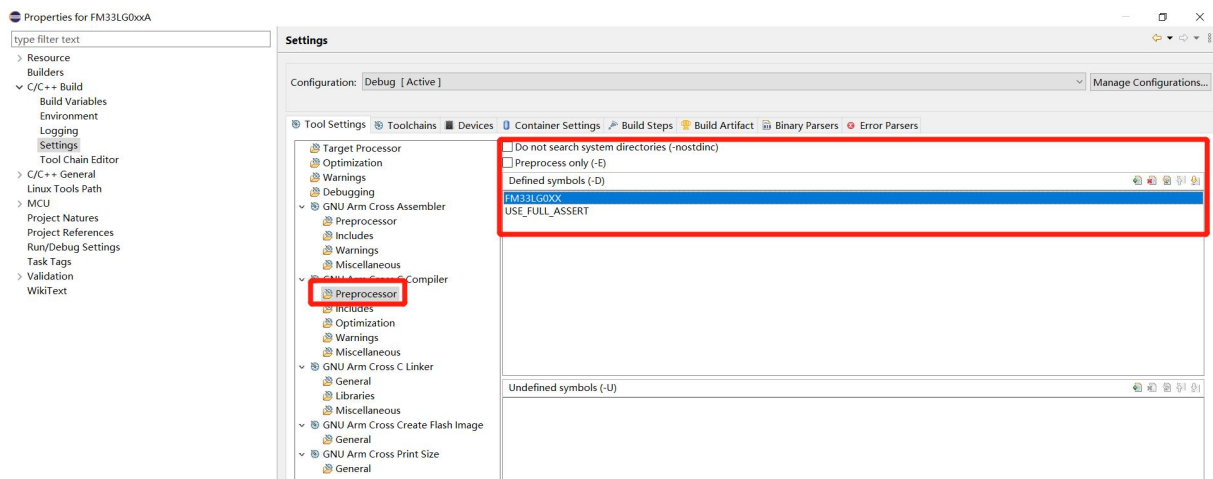 Properties for FM33LG0xxA
type filter text
Resource
Builders
C/C++ Build
Build Variables
Environment
Logging
Settings
Tool Chain Editor
C/C++ General
Linux Tools Path
MCU
Project Natures
Project References
Run/Debug Settings
Task Tags
Validation
WikiText
Settings
Configuration: Debug [ Active ]
Manage Configurations...
Tool Settings Toolchains Devices Container Settings Build Steps Build Artifact Binary Parsers Error Parsers
Target Processor
Optimization
Warnings
Debugging
GNU Arm Cross Assembler
Preprocessor
Includes
Warnings
Miscellaneous
GNU Arm Cross C Compiler
Preprocessor
Includes
Optimization
Warnings
Miscellaneous
GNU Arm Cross C Linker
General
Libraries
Miscellaneous
GNU Arm Cross Create Flash Image
General
GNU Arm Cross Print Size
General
Do not search system directories (-nostdinc)
Preprocess only (-E)
Defined symbols (-D)
FM33LG0XX
USE_FULL_ASSERT
Undefined symbols (-U)